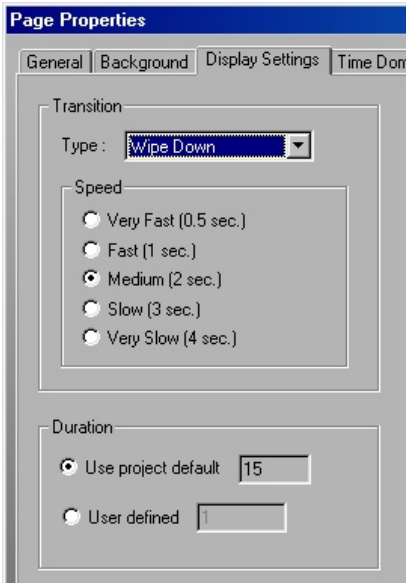 Page Properties
General Background Display Settings Time Dom
Transition
Type : Wipe Down
Speed
Very Fast (0.5 sec.)
Fast (1 sec.)
Medium (2 sec.)
Slow (3 sec.)
Very Slow (4 sec.)
Duration
Use project default 15
User defined 1